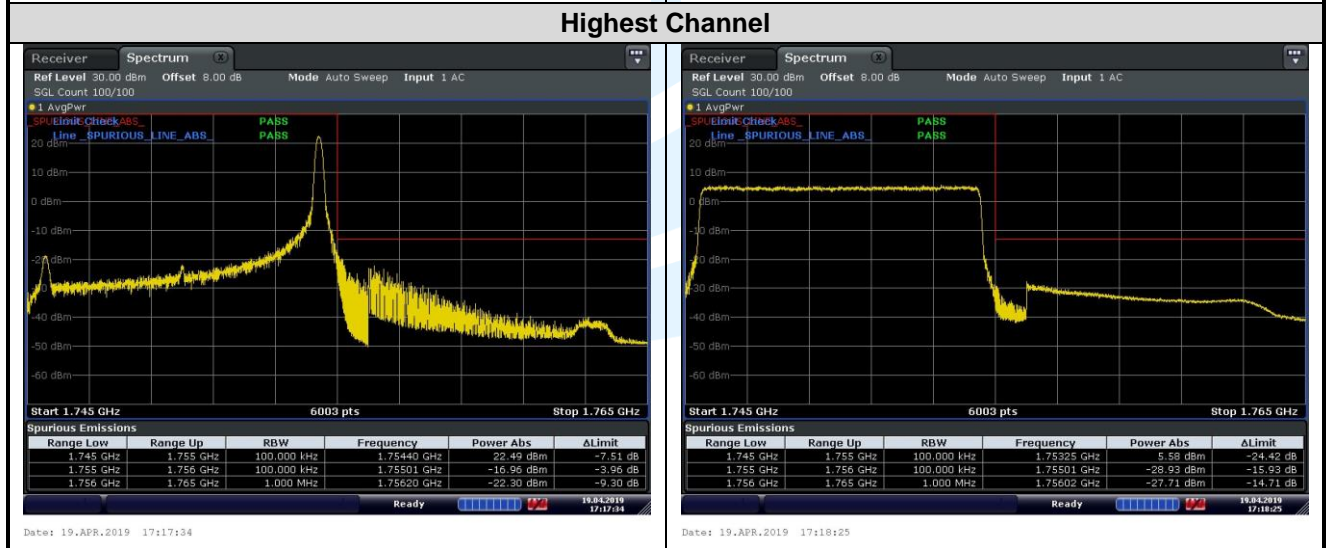 Highest Channel
Receiver Spectrum
Ref Level 30.00 dBm Offset 8.00 dB Mode Auto Sweep Input 1 AC
SGL Count 100/100
1 AvgPwr
Limit Check PASS
Line _SPURIOUS_LINE_ABS_ PASS
20 dBm
10 dBm
0 dBm
-10 dBm
-20 dBm
-40 dBm
-50 dBm
-60 dBm
Start 1.745 GHz 6003 pts Stop 1.765 GHz
Spurious Emissions
Range Low Range Up RBW Frequency Power Abs ΔLimit
1.745 GHz 1.755 GHz 100.000 kHz 1.75440 GHz 22.49 dBm -7.51 dB
1.755 GHz 1.756 GHz 100.000 kHz 1.75501 GHz -16.96 dBm -3.96 dB
1.756 GHz 1.765 GHz 1.000 MHz 1.75620 GHz -22.30 dBm -9.30 dB
Ready 19.04.2019
17:17:34
Date: 19.APR.2019 17:17:34
Receiver Spectrum
Ref Level 30.00 dBm Offset 8.00 dB Mode Auto Sweep Input 1 AC
SGL Count 100/100
1 AvgPwr
Limit Check PASS
Line _SPURIOUS_LINE_ABS_ PASS
20 dBm
10 dBm
0 dBm
-10 dBm
-30 dBm
-40 dBm
-50 dBm
-60 dBm
Start 1.745 GHz 6003 pts Stop 1.765 GHz
Spurious Emissions
Range Low Range Up RBW Frequency Power Abs ΔLimit
1.745 GHz 1.755 GHz 100.000 kHz 1.75325 GHz 5.58 dBm -24.42 dB
1.755 GHz 1.756 GHz 100.000 kHz 1.75501 GHz -28.93 dBm -15.93 dB
1.756 GHz 1.765 GHz 1.000 MHz 1.75602 GHz -27.71 dBm -14.71 dB
Ready 19.04.2019
17:18:25
Date: 19.APR.2019 17:18:25